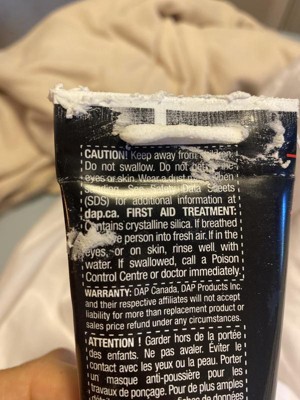 CAUTION! Keep away from children.
Do not swallow. Do not
eyes or skin. Wear a dust mask when
sanding. See Safety Data Sheets
(SDS) for additional information at
dap.ca. FIRST AID TREATMENT:
Contains crystalline silica. If breathed
person into fresh air. If in the
eyes, or on skin, rinse well with
water. If swallowed, call a Poison
Control Centre or doctor immediately.
WARRANTY: DAP Canada, DAP Products Inc.
and their respective affiliates will not accept
liability for more than replacement product or
sales price refund under any circumstances.
ATTENTION ! Garder hors de la portée
des enfants. Ne pas avaler. Éviter le
contact avec les yeux ou la peau. Porter
un masque anti-poussière pour les
travaux de ponçage. Pour de plus amples
fiches de données